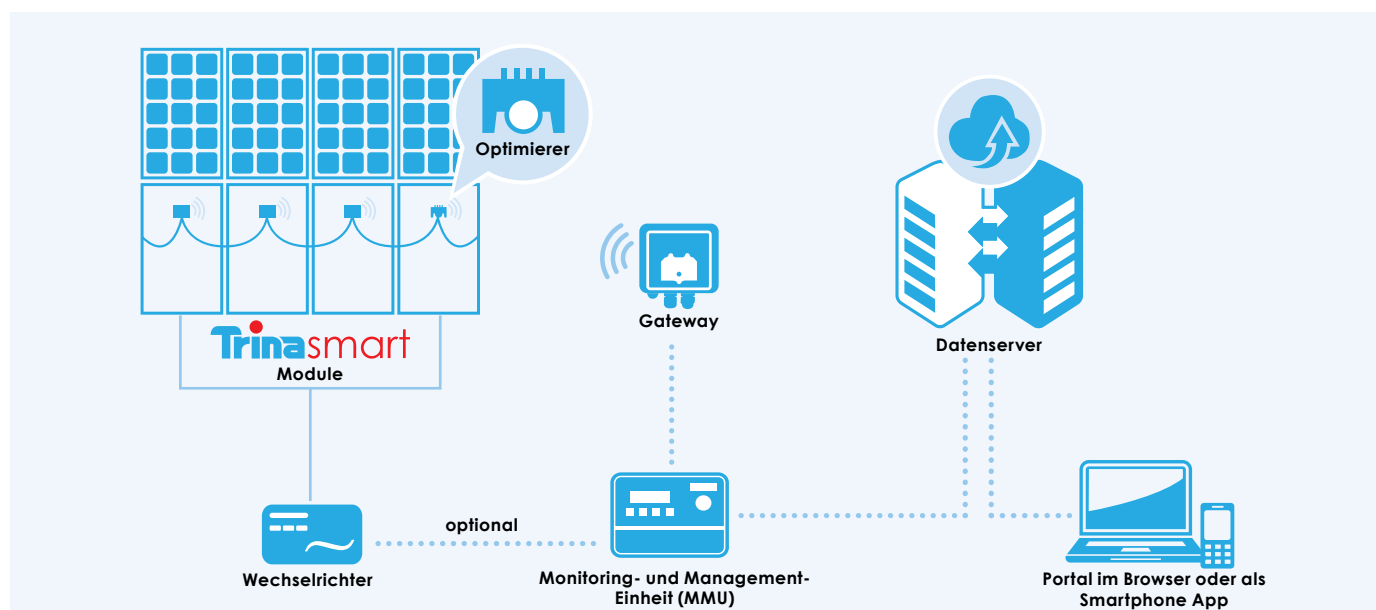 Optimierer
Trinasmart
Module
Gateway
Datenserver
optional
Wechselrichter
Monitoring- und Management-
Einheit (MMU)
Portal im Browser oder als
Smartphone App